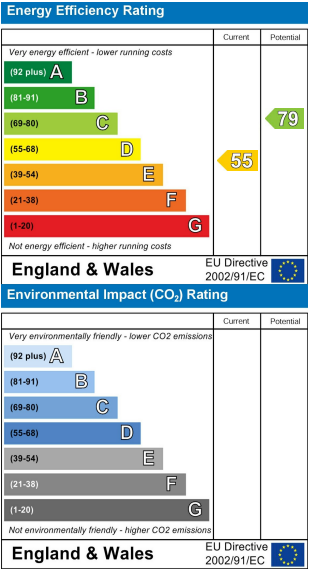 Energy Efficiency Rating
Current Potential
Very energy efficient - lower running costs
(92 plus) A
(81-91) B
(69-80) C
79
(55-68) D
55
(39-54) E
(21-38) F
(1-20) G
Not energy efficient - higher running costs
England & Wales
EU Directive
2002/91/EC
Environmental Impact (CO2) Rating
Current Potential
Very environmentally friendly - lower CO2 emissions
(92 plus) A
(81-91) B
(69-80) C
(55-68) D
(39-54) E
(21-38) F
(1-20) G
Not environmentally friendly - higher CO2 emissions
England & Wales
EU Directive
2002/91/EC